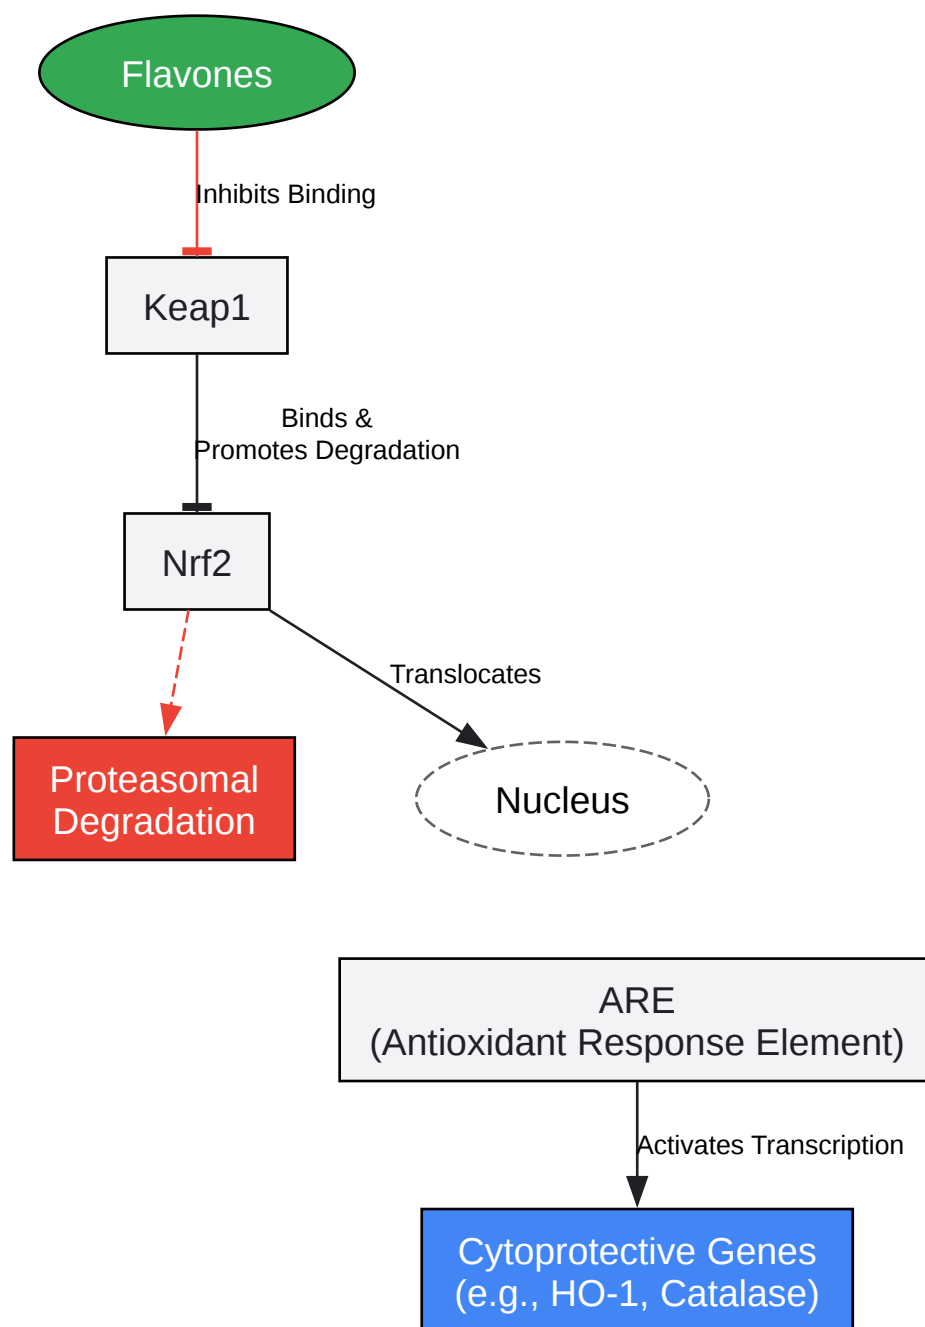 Flavones
Inhibits Binding
Keap1
Binds &
Promotes Degradation
Nrf2
Translocates
Proteasomal
Degradation
Nucleus
ARE
(Antioxidant Response Element)
Activates Transcription
Cytoprotective Genes
(e.g., HO-1, Catalase)